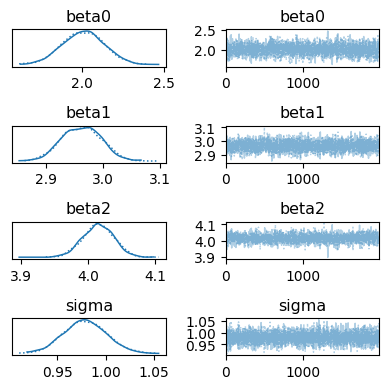 beta0 beta0
2.5
2.0
2.0 2.5 0 1000
beta1 beta1
3.1
3.0
2.9
2.9 3.0 3.1 0 1000
beta2 beta2
4.1
4.0
3.9
3.9 4.0 4.1 0 1000
sigma sigma
1.05
1.00
0.95
0.95 1.00 1.05 0 1000